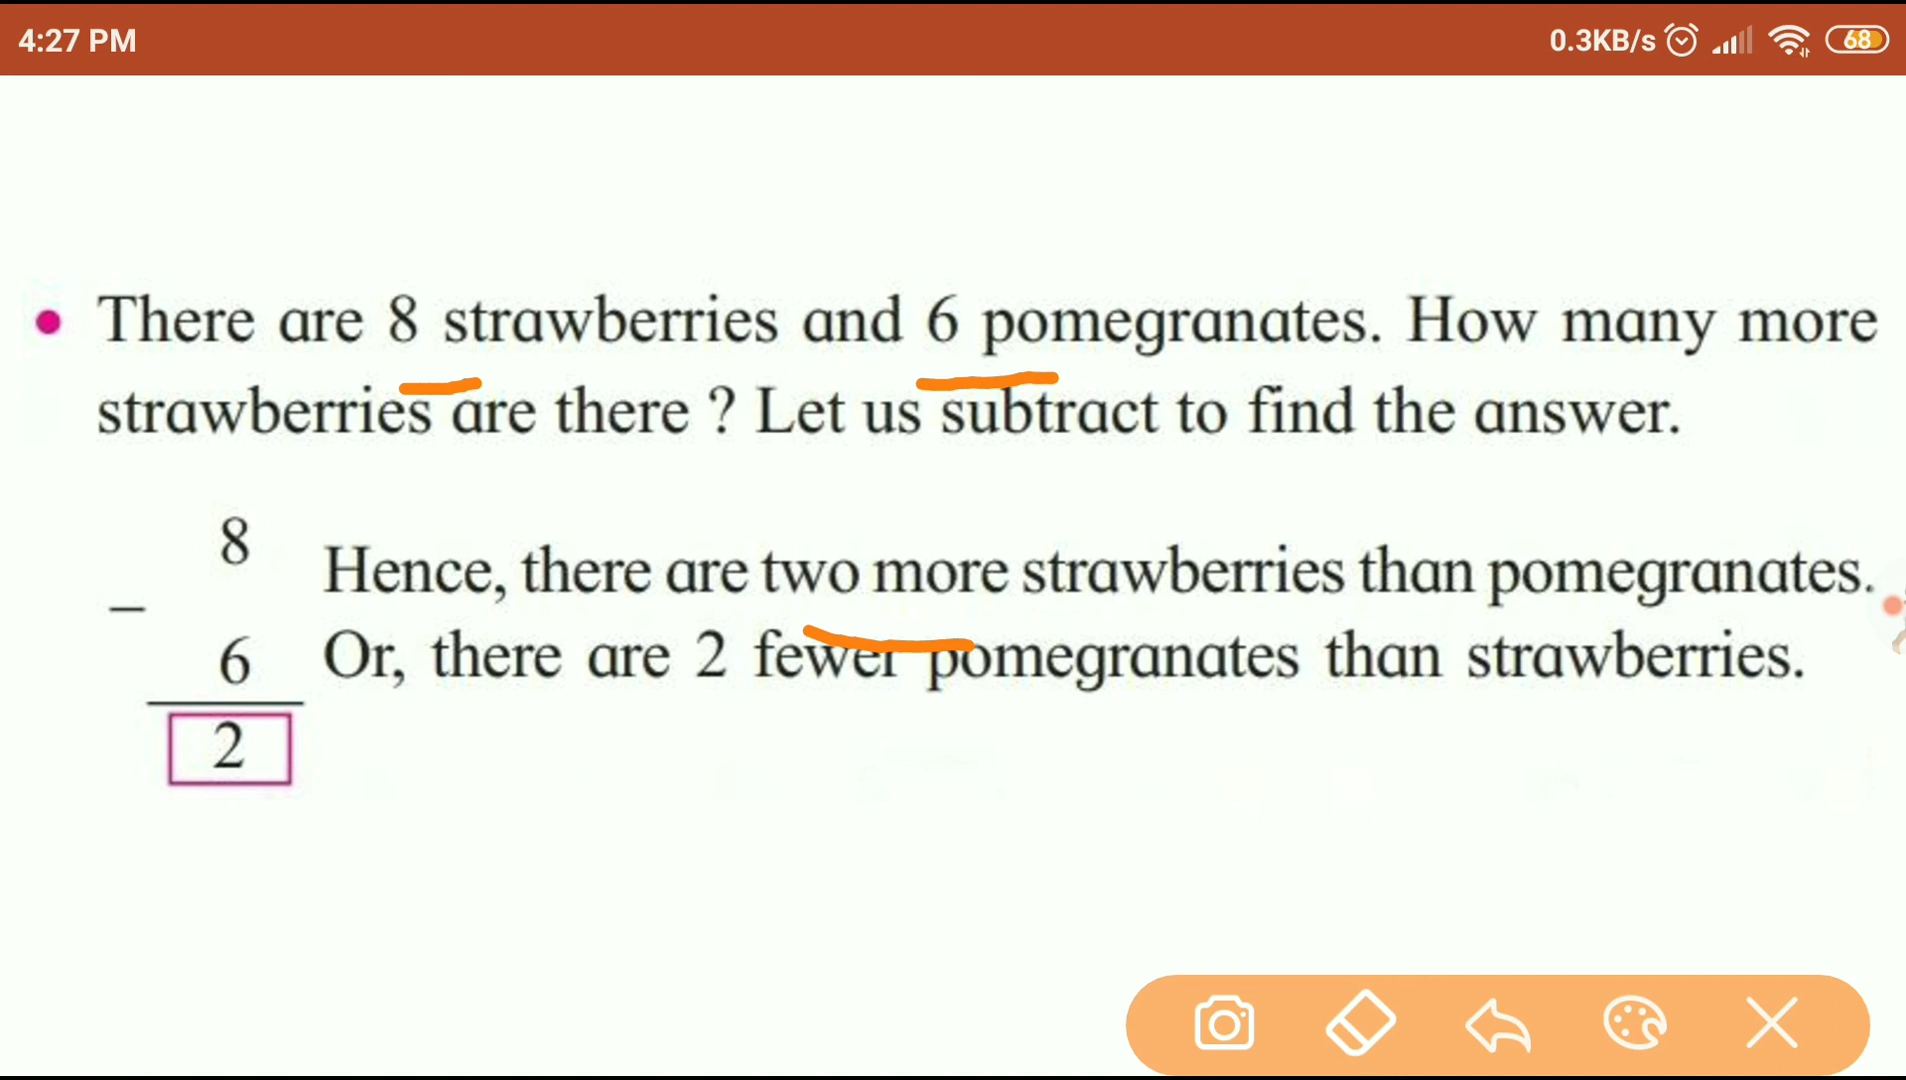 4:27 PM 0.3KB/s 68
• There are 8 strawberries and 6 pomegranates. How many more
strawberries are there ? Let us subtract to find the answer.
8
Hence, there are two more strawberries than pomegranates.
–
6 Or, there are 2 fewer pomegranates than strawberries.
2